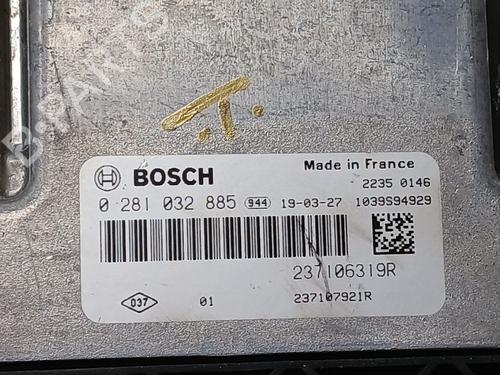 B-PARTS
.T.
BOSCH
Made in France
2235 0146
0 281 032 885 944 19-03-27 1039S94929
237106319R
037 01 237107921R